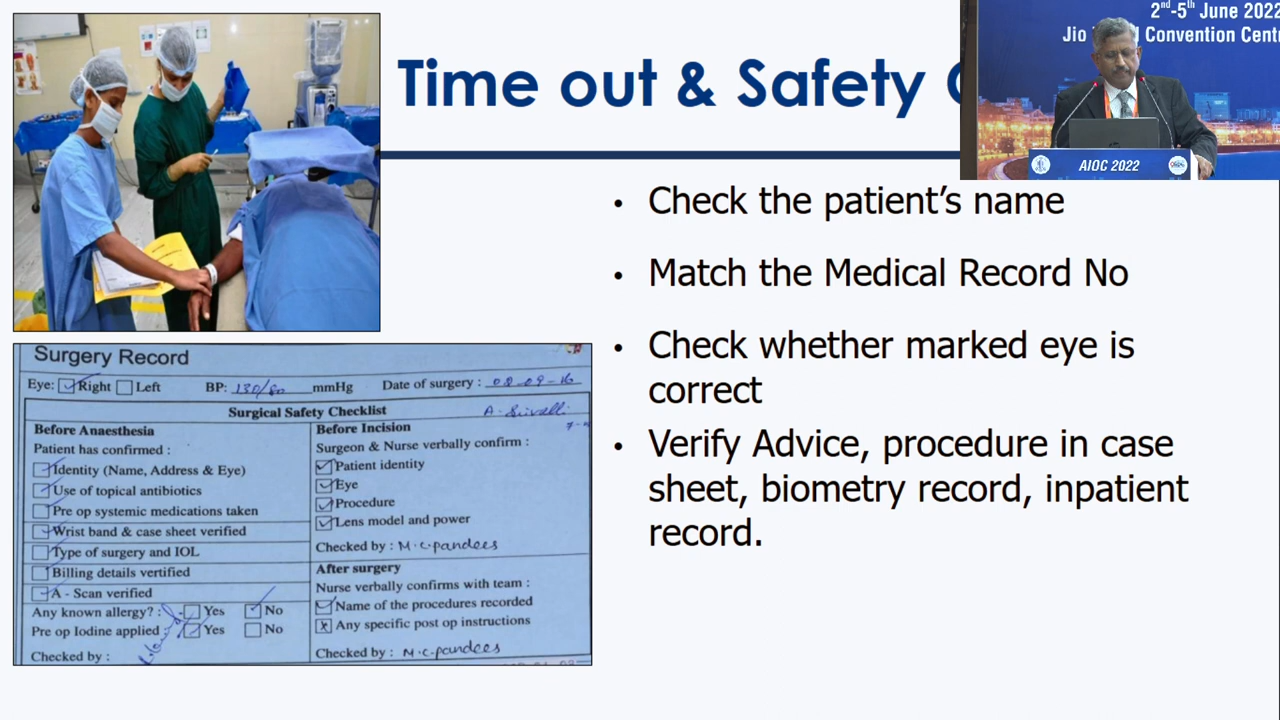 2nd-5th June 2022
Jio Convention Cent
AIOC 2022
Time out & Safety
• Check the patient's name
• Match the Medical Record No
• Check whether marked eye is
correct
• Verify Advice, procedure in case
sheet, biometry record, inpatient
record.
Surgery Record
Eye: Right Left BP: 130/80 mmHg Date of surgery : 08-09-16
Surgical Safety Checklist
Before Anaesthesia
Patient has confirmed :
Identity (Name, Address & Eye)
Use of topical antibiotics
Pre op systemic medications taken
Wrist band & case sheet verified
Type of surgery and IOL
Billing details vertified
A - Scan verified
Any known allergy? : Yes No
Pre op Iodine applied : Yes No
Checked by :
Before Incision
Surgeon & Nurse verbally confirm :
Patient identity
Eye
Procedure
Lens model and power
Checked by : M.C.pandees
After surgery
Nurse verbally confirms with team :
Name of the procedures recorded
Any specific post op instructions
Checked by : M.C.pandees